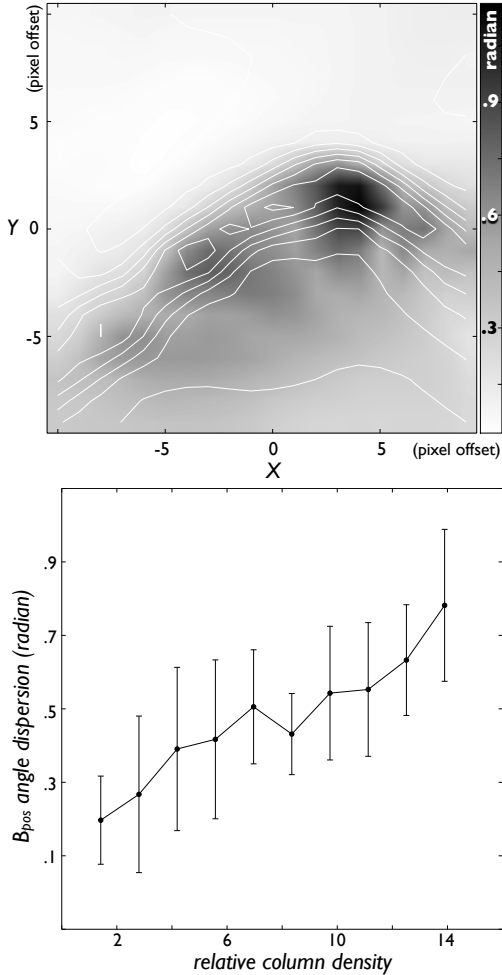 (pixel offset)
radian
5
.9
Y
0
.6
-5
.3
-5
0
5
(pixel offset)
X
B_pos angle dispersion (radian)
.9
.7
.5
.3
.1
2
6
10
14
relative column density